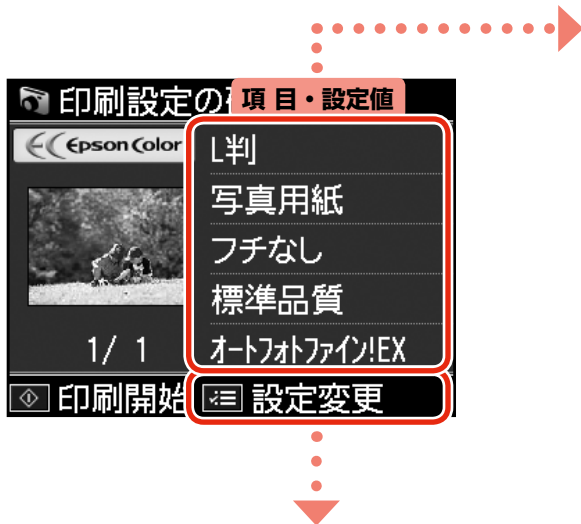 印刷設定の
項目・設定値
Epson Color
L判
写真用紙
フチなし
標準品質
オートフォトファイン!EX
1/ 1
印刷開始
設定変更